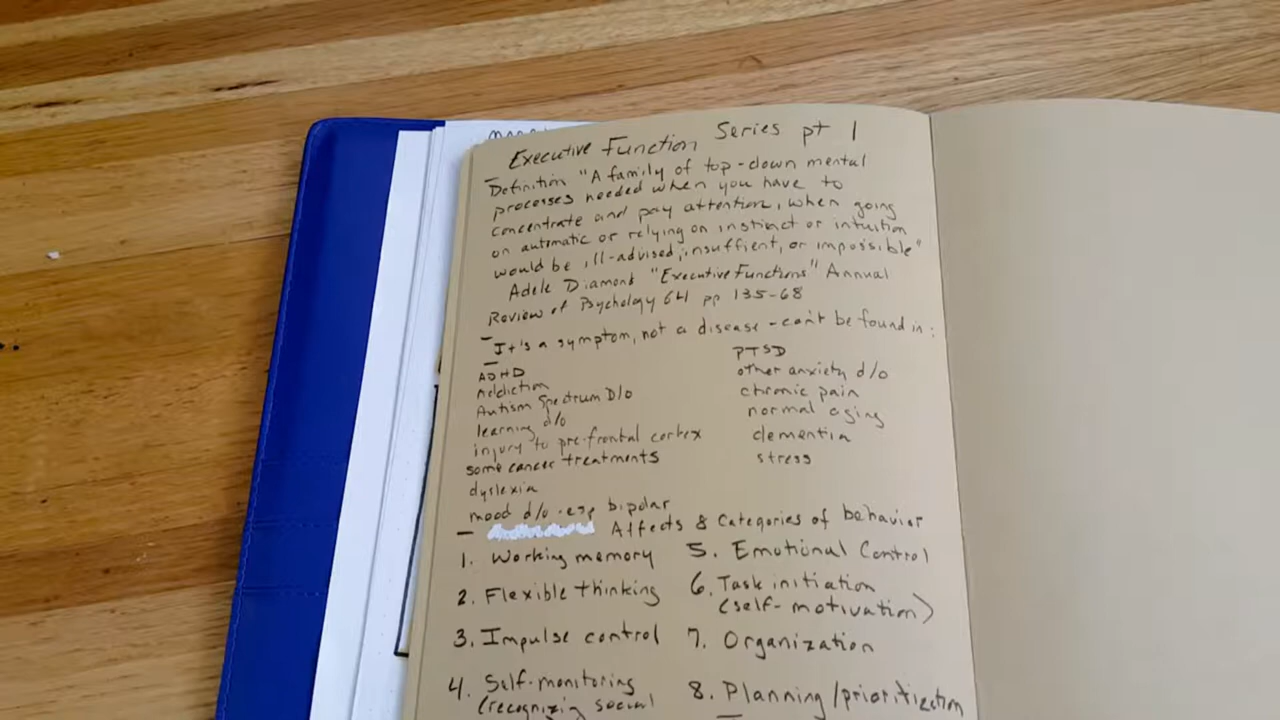 Executive Function Series pt 1
- Definition "A family of top-down mental
processes needed when you have to
concentrate and pay attention, when going
on automatic or relying on instinct or intuition
would be ill-advised, insufficient, or impossible"
Adele Diamond "Executive Functions" Annual
Review of Psychology 64 pp 135-68
- It's a symptom, not a disease - can't be found in:
ADHD
Addiction
Autism Spectrum D/o
learning d/o
injury to pre-frontal cortex
some cancer treatments
dyslexia
mood d/o - esp bipolar
PTSD
other anxiety d/o
chronic pain
normal aging
dementia
stress
- Affects 8 Categories of behavior
1. Working memory
2. Flexible thinking
3. Impulse control
4. Self-monitoring
(recognizing social
5. Emotional Control
6. Task initiation
(self-motivation)
7. Organization
8. Planning/prioritization